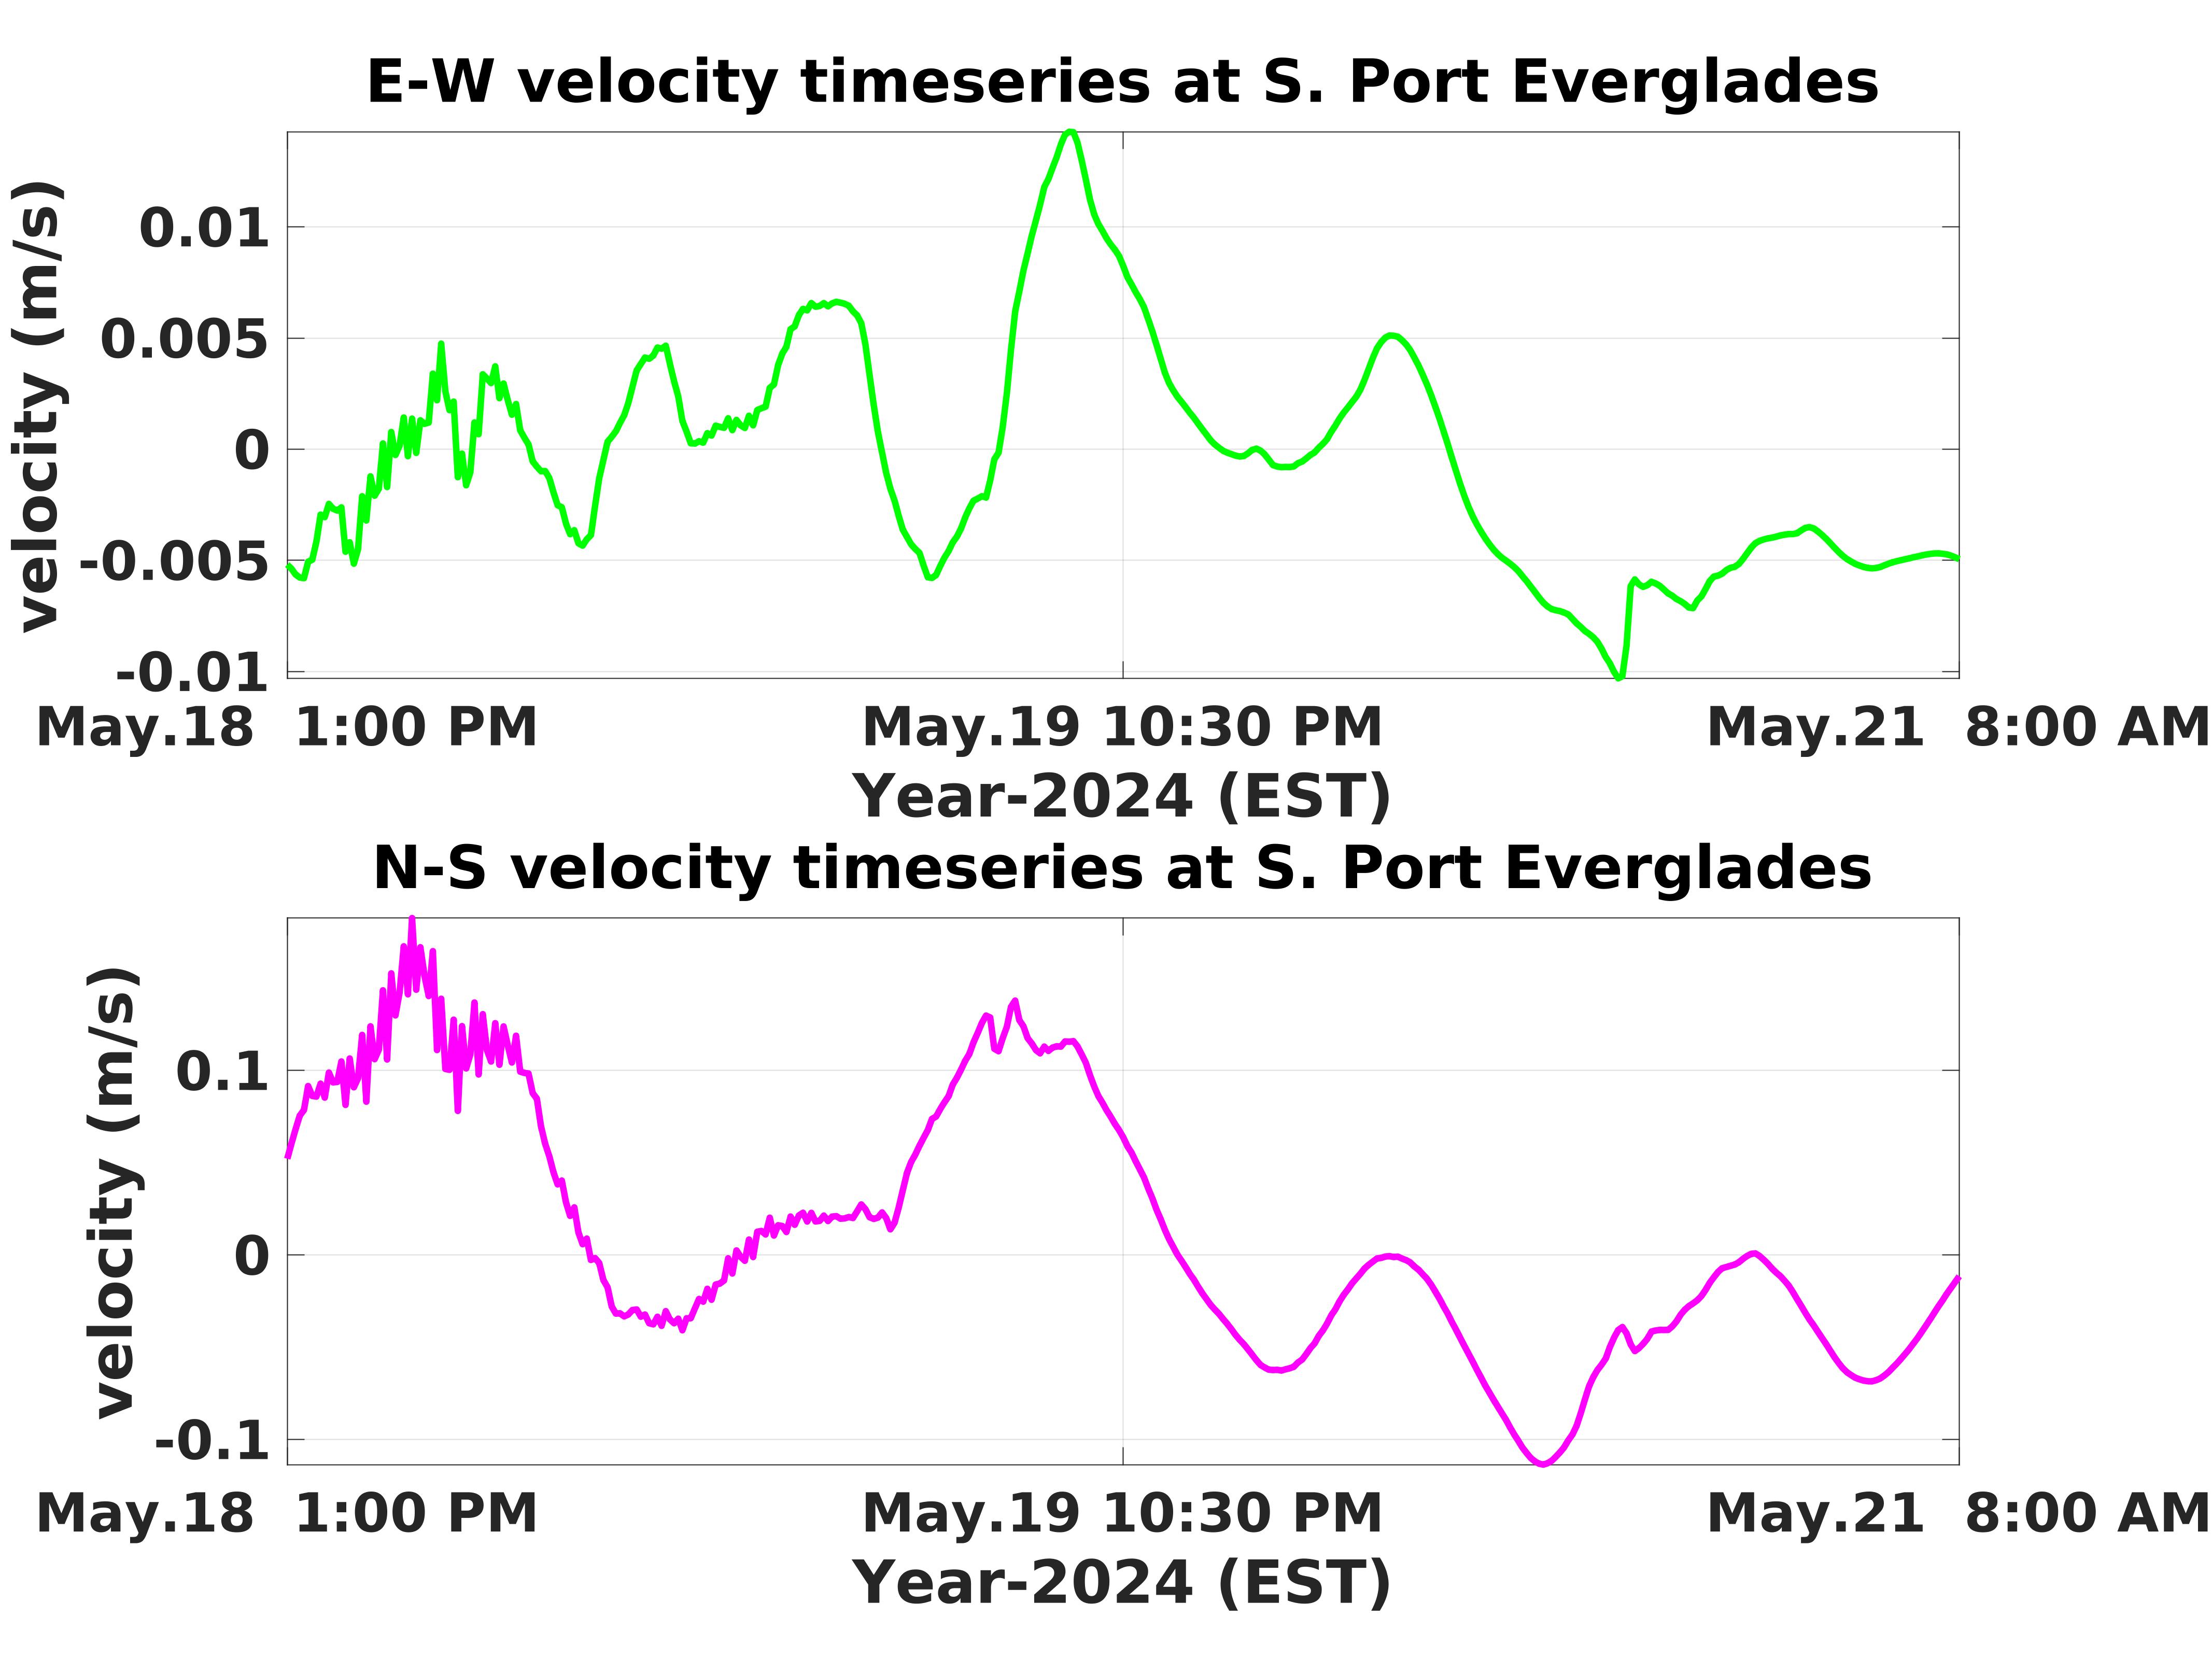 E-W velocity timeseries at S. Port Everglades
velocity (m/s)
0.01
0.005
0
-0.005
-0.01
May.18 1:00 PM
May.19 10:30 PM
May.21 8:00 AM
Year-2024 (EST)
N-S velocity timeseries at S. Port Everglades
velocity (m/s)
0.1
0
-0.1
May.18 1:00 PM
May.19 10:30 PM
May.21 8:00 AM
Year-2024 (EST)